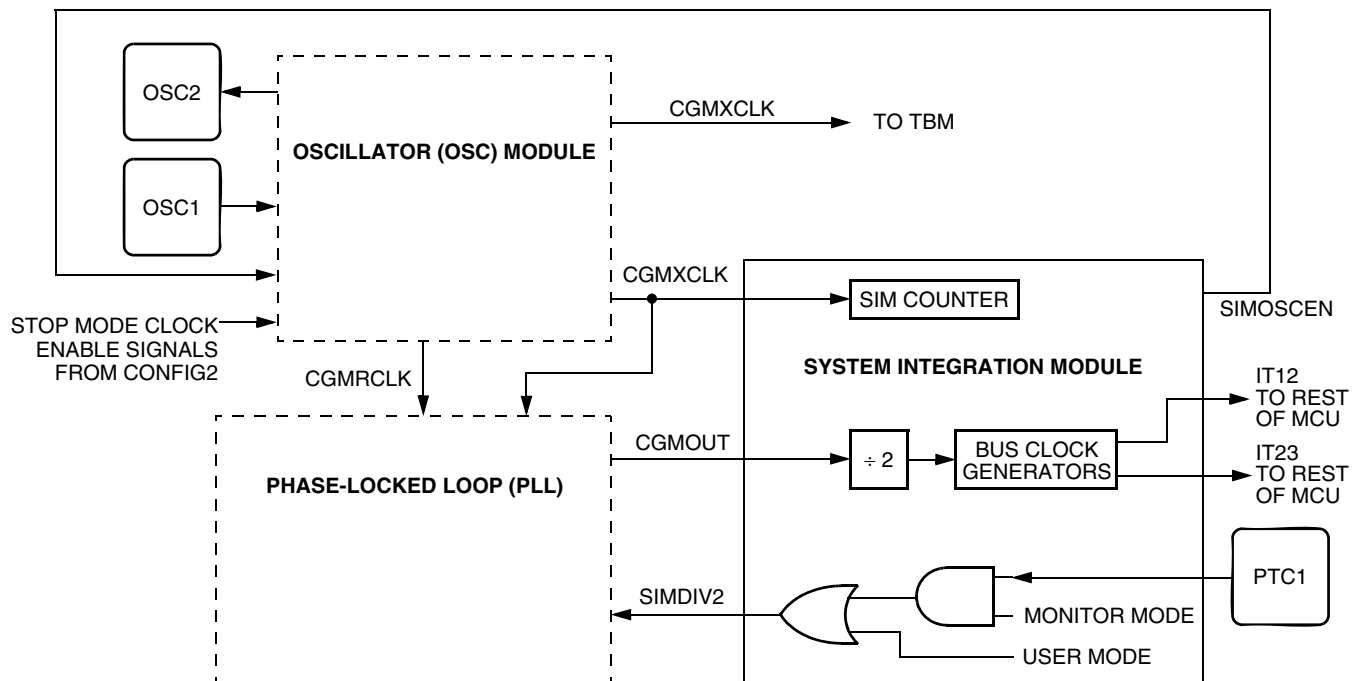 OSC2
OSCILLATOR (OSC) MODULE
CGMXCLK
TO TBM
OSC1
CGMXCLK
SIM COUNTER
SIMOSCEN
STOP MODE CLOCK
ENABLE SIGNALS
FROM CONFIG2
CGMRCLK
SYSTEM INTEGRATION MODULE
IT12
TO REST
OF MCU
CGMOUT
÷ 2
BUS CLOCK
GENERATORS
IT23
TO REST
OF MCU
PHASE-LOCKED LOOP (PLL)
SIMDIV2
PTC1
MONITOR MODE
USER MODE